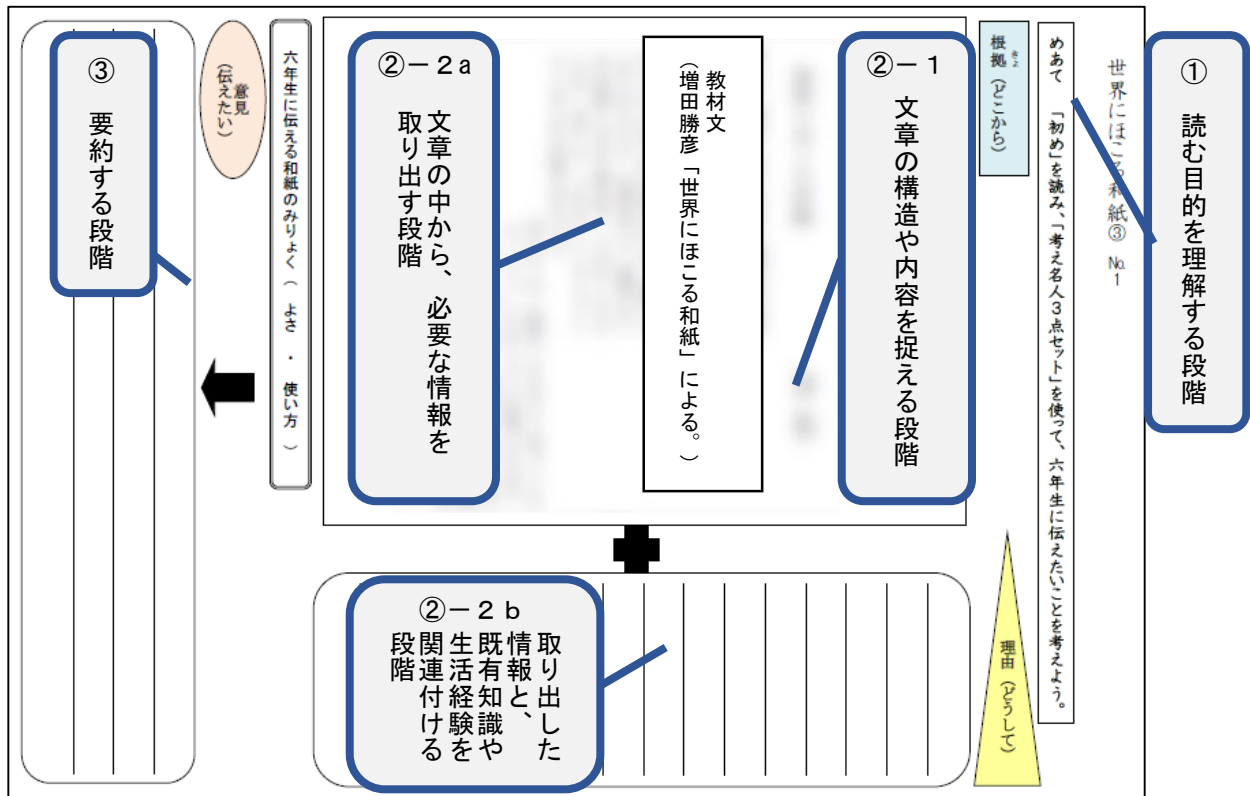 ①
読む目的を理解する段階
世界にほこる和紙③ №1
めあて 「初め」を読み、「考え名人3点セット」を使って、六年生に伝えたいことを考えよう。
根拠(どこから)
きょ
理由(どうして)
②-1
文章の構造や内容を捉える段階
教材文
(増田勝彦「世界にほこる和紙」による。)
②-2a
文章の中から、必要な情報を
取り出す段階
②-2b
取り出した
情報と、
既有知識や
生活経験を
関連付ける
段階
六年生に伝える和紙のみりょく( よさ ・ 使い方 )
意見
(伝えたい)
③
要約する段階